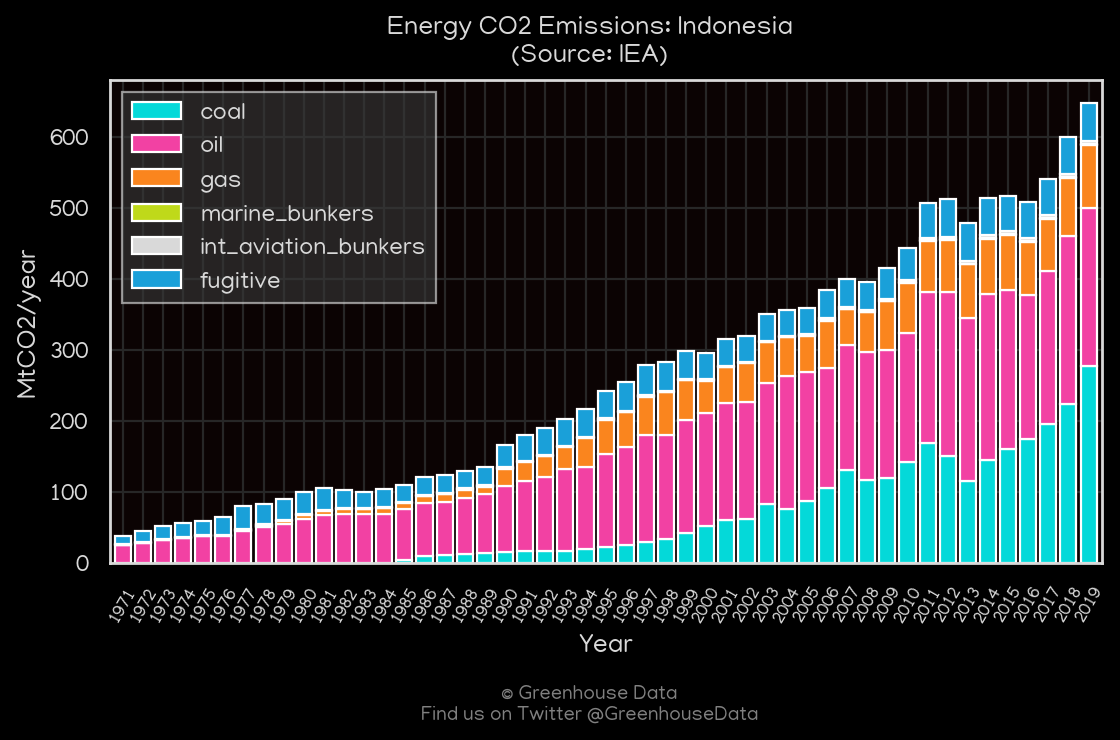 Energy CO2 Emissions: Indonesia
(Source: IEA)
coal
oil
gas
marine_bunkers
int_aviation_bunkers
fugitive
MtCO2/year
600
500
400
300
200
100
0
1971 1972 1973 1974 1975 1976 1977 1978 1979 1980 1981 1982 1983 1984 1985 1986 1987 1988 1989 1990 1991 1992 1993 1994 1995 1996 1997 1998 1999 2000 2001 2002 2003 2004 2005 2006 2007 2008 2009 2010 2011 2012 2013 2014 2015 2016 2017 2018 2019
Year
© Greenhouse Data
Find us on Twitter @GreenhouseData